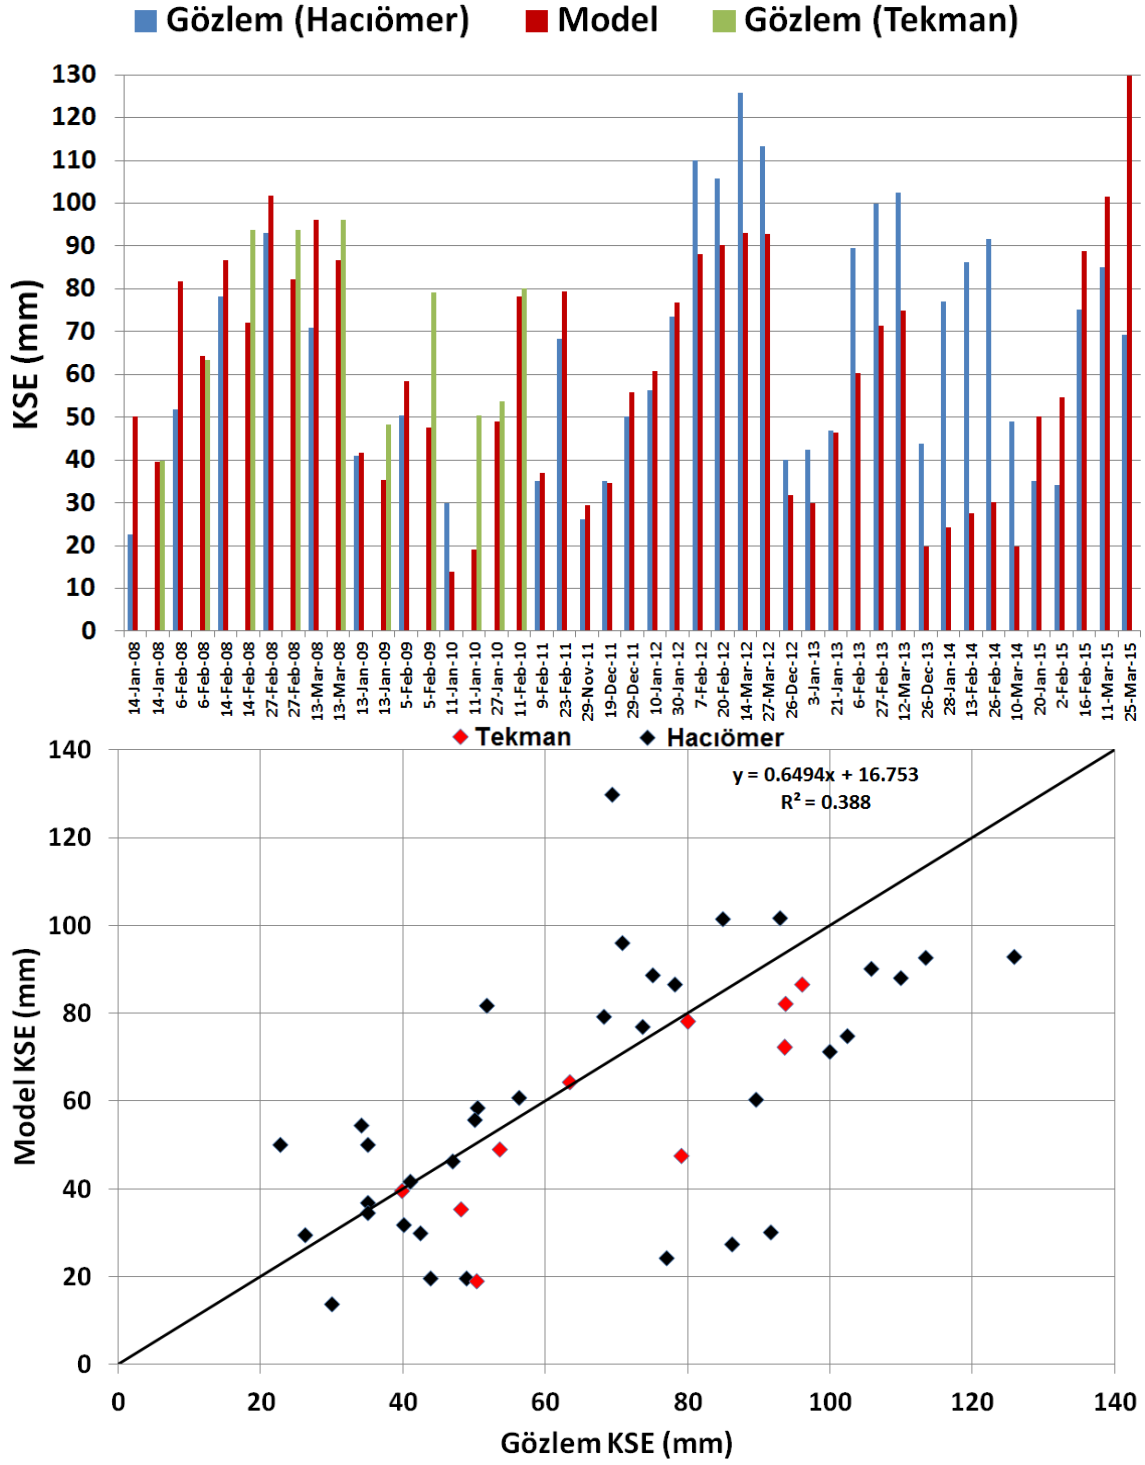 Gözlem (Hacıömer) Model Gözlem (Tekman)
KSE (mm)
130
120
110
100
90
80
70
60
50
40
30
20
10
0
14-Jan-08
14-Jan-08
6-Feb-08
6-Feb-08
14-Feb-08
14-Feb-08
27-Feb-08
27-Feb-08
13-Mar-08
13-Mar-08
13-Jan-09
13-Jan-09
5-Feb-09
5-Feb-09
11-Jan-10
11-Jan-10
27-Jan-10
11-Feb-10
9-Feb-11
23-Feb-11
29-Nov-11
19-Dec-11
29-Dec-11
10-Jan-12
30-Jan-12
7-Feb-12
20-Feb-12
14-Mar-12
27-Mar-12
26-Dec-12
3-Jan-13
21-Jan-13
6-Feb-13
27-Feb-13
12-Mar-13
26-Dec-13
28-Jan-14
13-Feb-14
26-Feb-14
10-Mar-14
20-Jan-15
2-Feb-15
16-Feb-15
11-Mar-15
25-Mar-15
Tekman Hacıömer
y = 0.6494x + 16.753
R² = 0.388
Model KSE (mm)
140
120
100
80
60
40
20
0
0 20 40 60 80 100 120 140
Gözlem KSE (mm)